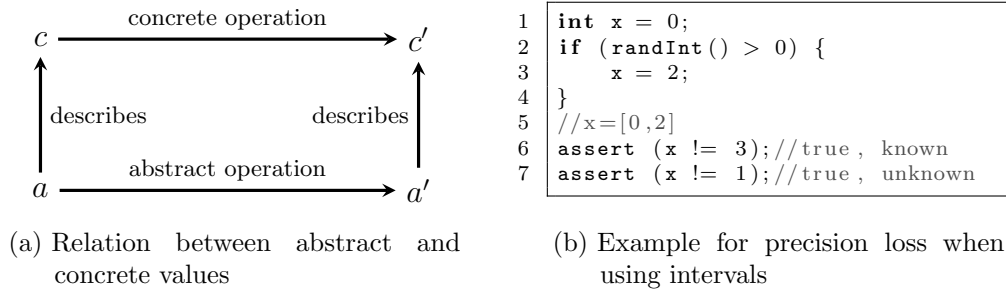 concrete operation
c c′
describes describes
abstract operation
a a′
(a) Relation between abstract and
concrete values
1 int x = 0;
2 if (randInt() > 0) {
3 x = 2;
4 }
5 //x=[0,2]
6 assert (x != 3);//true, known
7 assert (x != 1);//true, unknown
(b) Example for precision loss when
using intervals